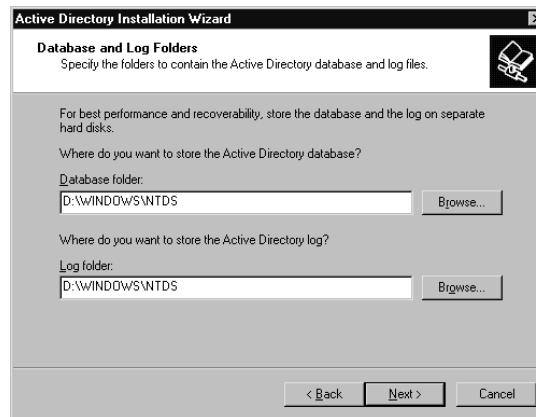 Active Directory Installation Wizard
Database and Log Folders
Specify the folders to contain the Active Directory database and log files.
For best performance and recoverability, store the database and the log on separate
hard disks.
Where do you want to store the Active Directory database?
Database folder:
D:\WINDOWS\NTDS
Browse...
Where do you want to store the Active Directory log?
Log folder:
D:\WINDOWS\NTDS
Browse...
< Back
Next >
Cancel